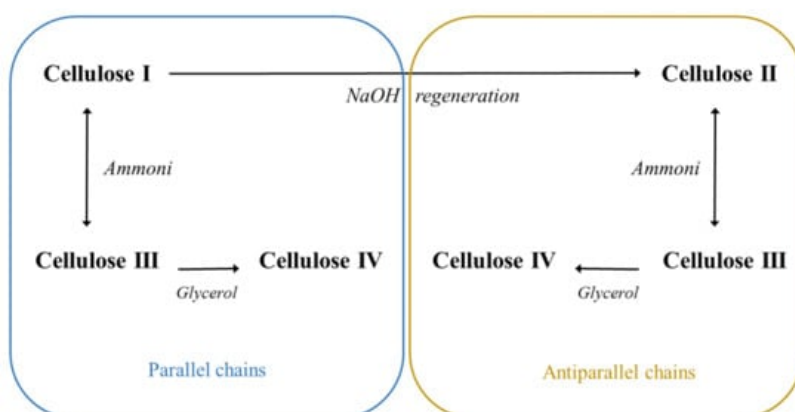 Cellulose I
Cellulose II
NaOH regeneration
Ammoni
Ammoni
Cellulose III
Cellulose IV
Cellulose IV
Cellulose III
Glycerol
Glycerol
Parallel chains
Antiparallel chains